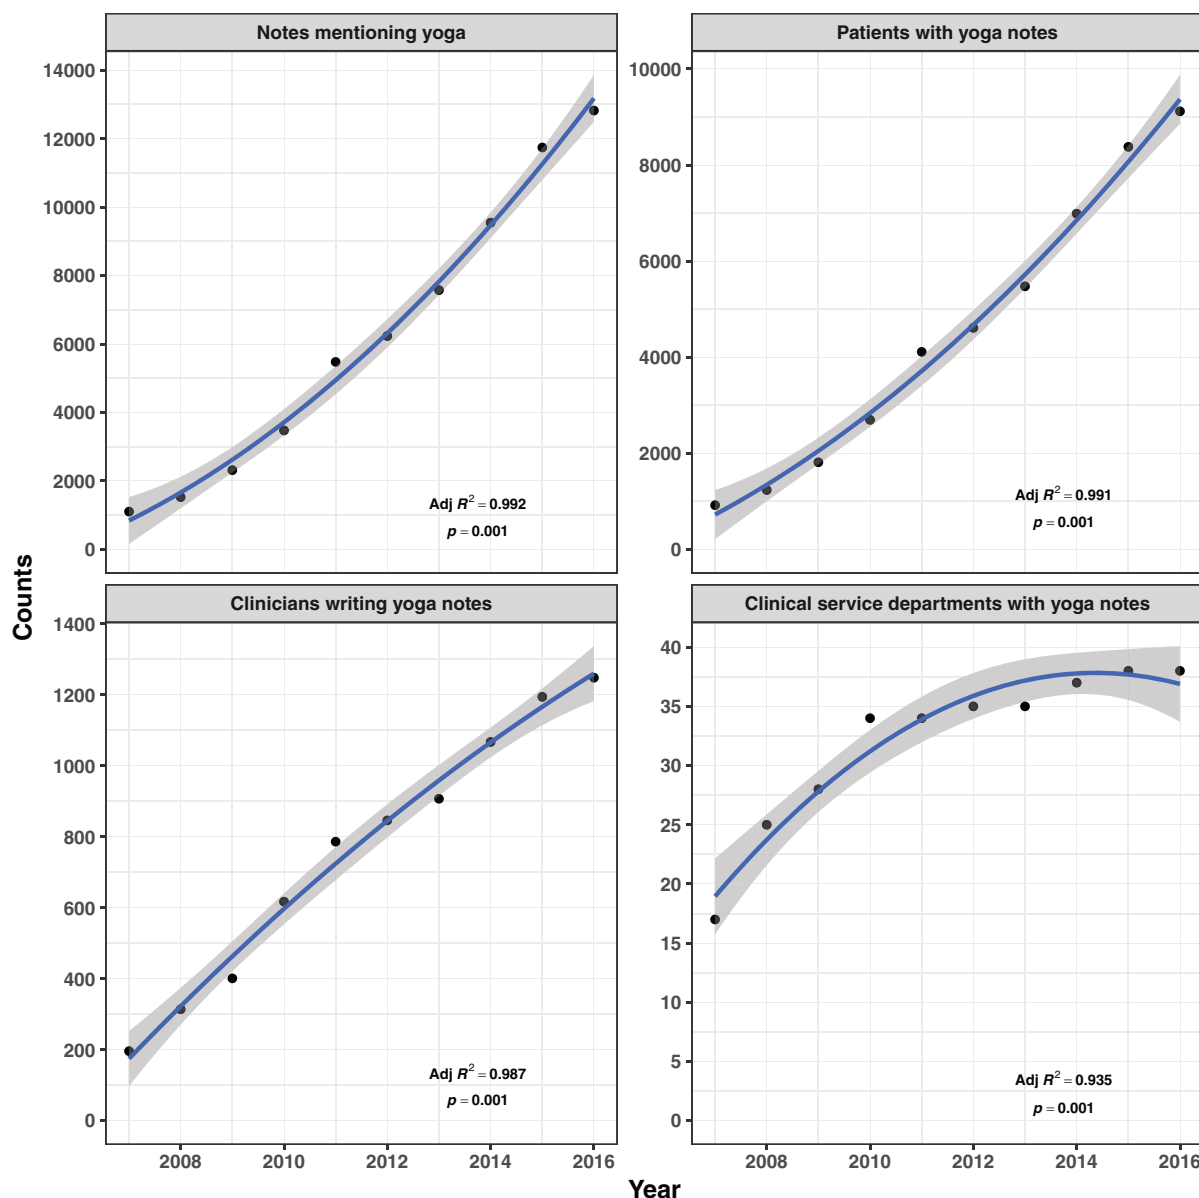 Notes mentioning yoga
14000
12000
10000
8000
6000
4000
2000
0
Adj R² = 0.992
p = 0.001
Patients with yoga notes
10000
8000
6000
4000
2000
0
Adj R² = 0.991
p = 0.001
Counts
Clinicians writing yoga notes
1400
1200
1000
800
600
400
200
0
Adj R² = 0.987
p = 0.001
2008 2010 2012 2014 2016
Clinical service departments with yoga notes
40
35
30
25
20
15
10
5
0
Adj R² = 0.935
p = 0.001
2008 2010 2012 2014 2016
Year